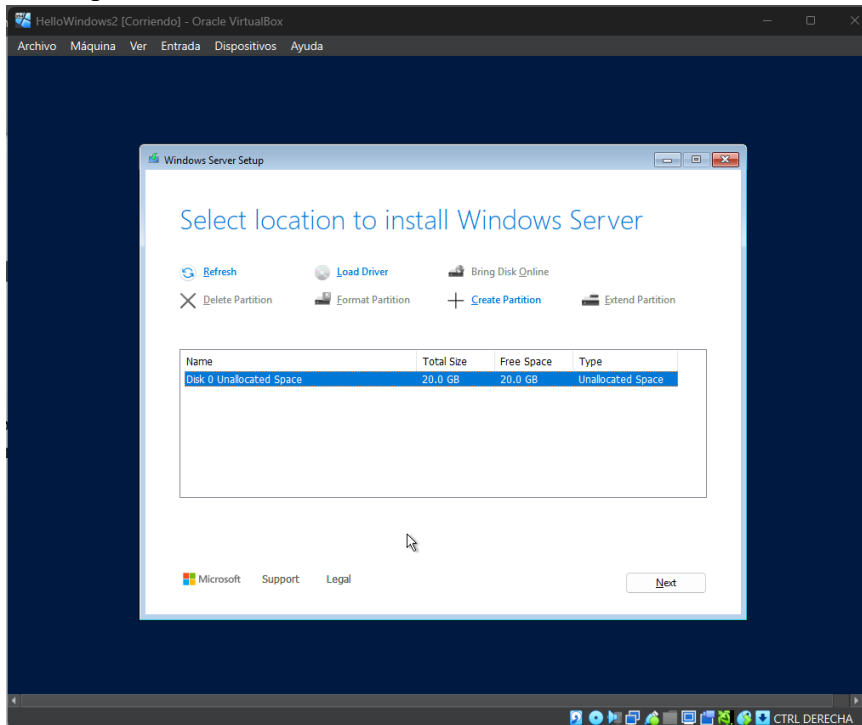 HelloWindows2 [Corriendo] - Oracle VirtualBox
Archivo Máquina Ver Entrada Dispositivos Ayuda
Windows Server Setup
Select location to install Windows Server
Refresh Load Driver Bring Disk Online
Delete Partition Format Partition Create Partition Extend Partition
Name Total Size Free Space Type
Disk 0 Unallocated Space 20.0 GB 20.0 GB Unallocated Space
Microsoft Support Legal Next
CTRL DERECHA